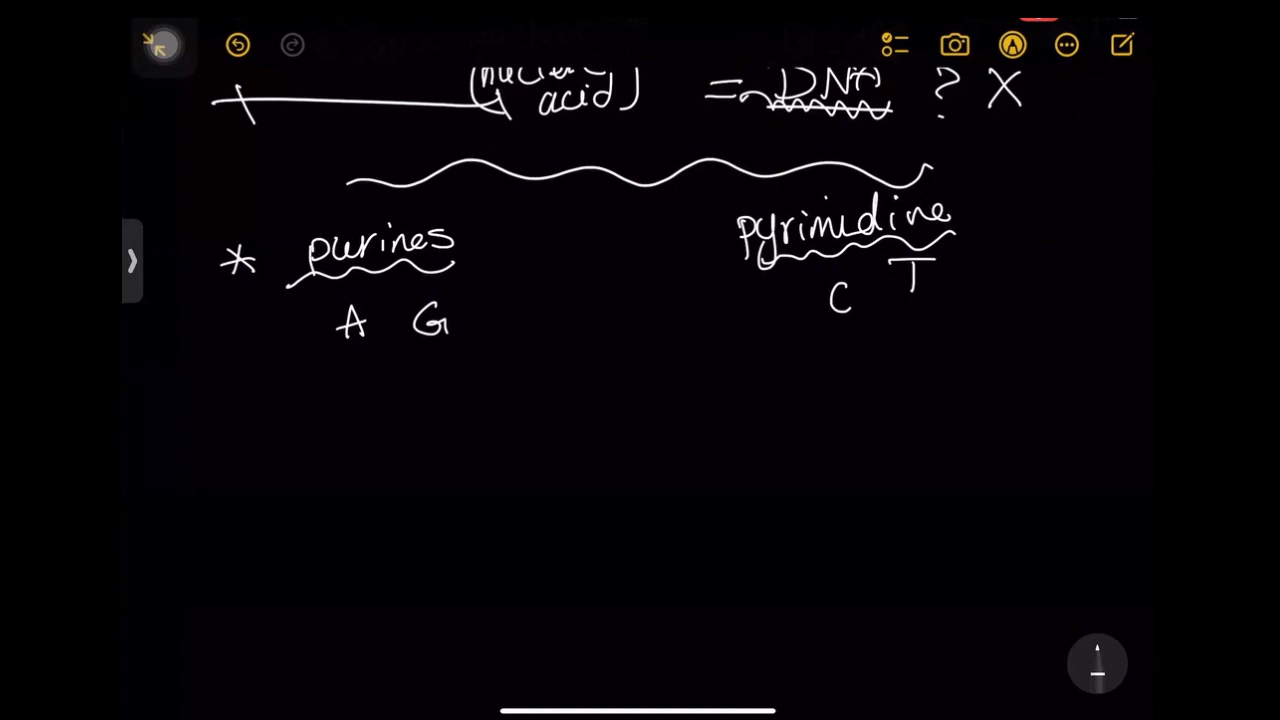 acid) = DNA ? X
* purines pyrimidine
A G C T